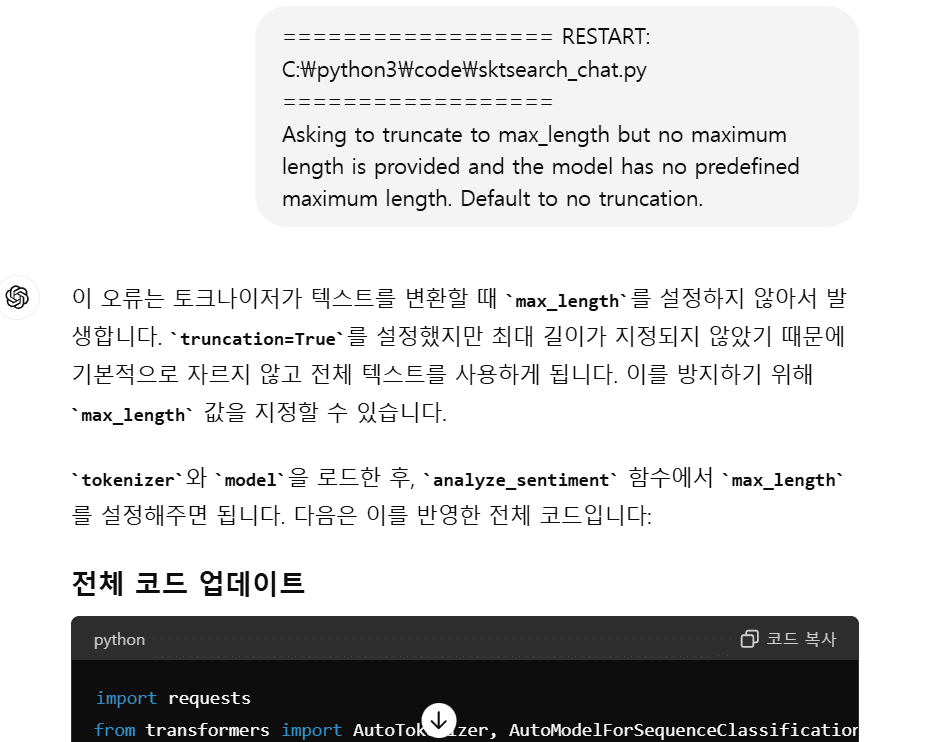 ================== RESTART:
C:₩python3₩code₩sktsearch_chat.py
==================
Asking to truncate to max_length but no maximum
length is provided and the model has no predefined
maximum length. Default to no truncation.
이 오류는 토크나이저가 텍스트를 변환할 때 `max_length`를 설정하지 않아서 발
생합니다. `truncation=True`를 설정했지만 최대 길이가 지정되지 않았기 때문에
기본적으로 자르지 않고 전체 텍스트를 사용하게 됩니다. 이를 방지하기 위해
`max_length` 값을 지정할 수 있습니다.
`tokenizer`와 `model`을 로드한 후, `analyze_sentiment` 함수에서 `max_length`
를 설정해주면 됩니다. 다음은 이를 반영한 전체 코드입니다:
전체 코드 업데이트
python 코드 복사
import requests
from transformers import AutoModelForSequenceClassification